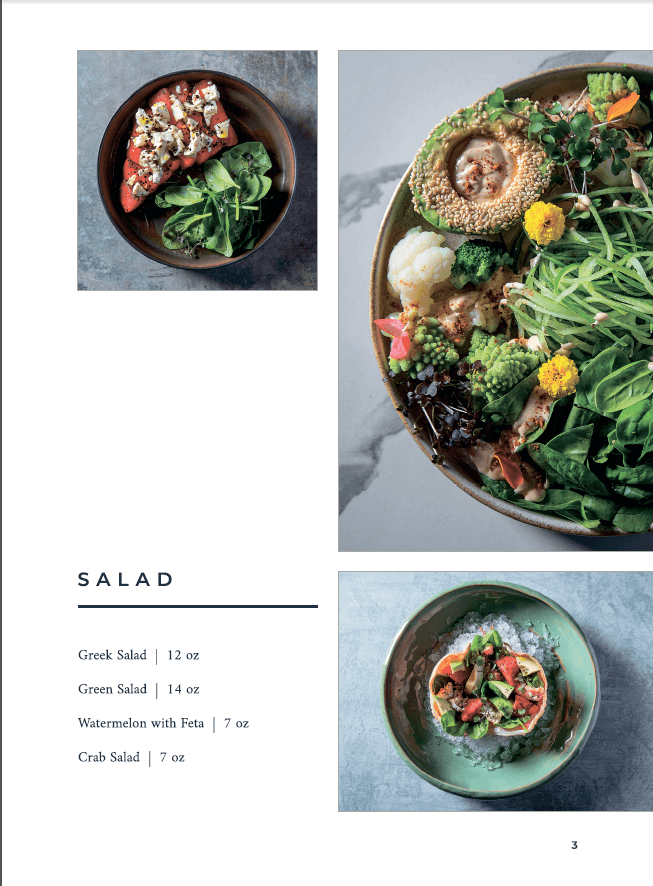 SALAD
Greek Salad | 12 oz
Green Salad | 14 oz
Watermelon with Feta | 7 oz
Crab Salad | 7 oz
3